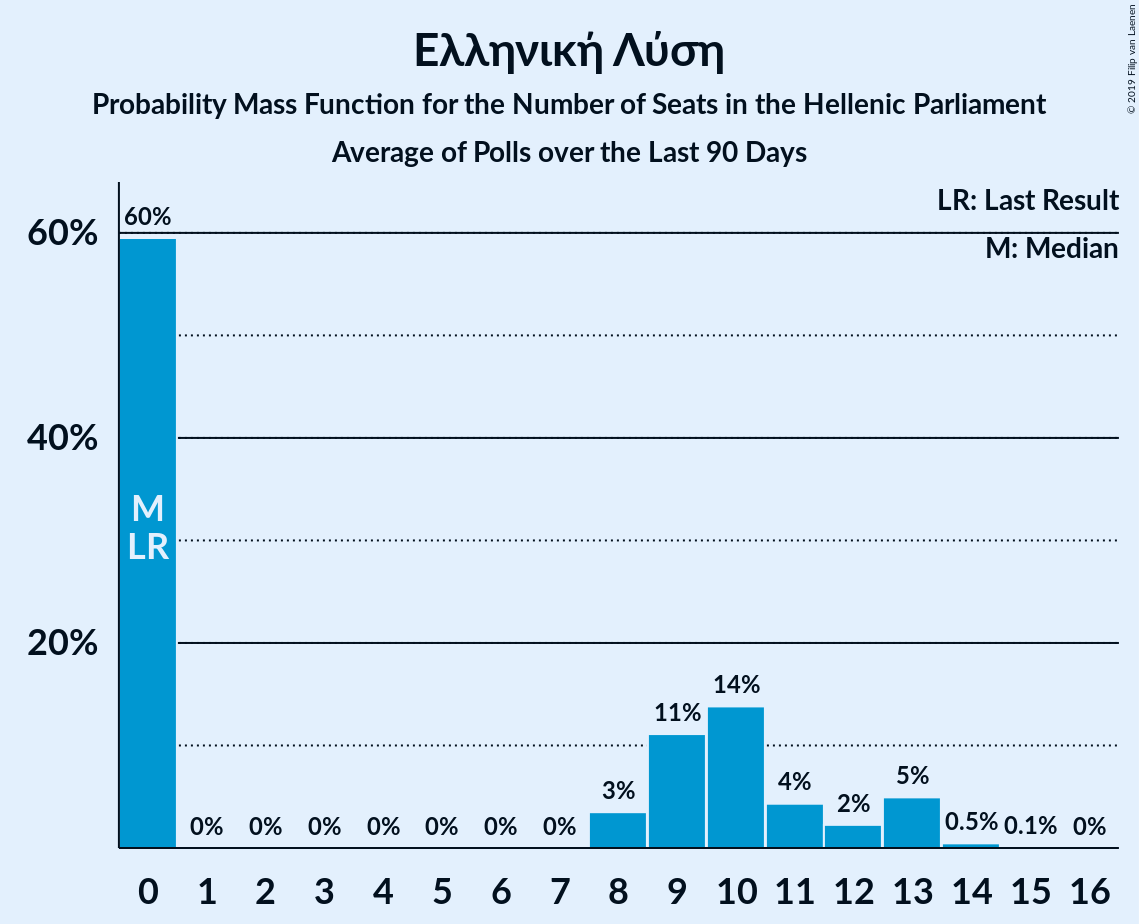 Ελληνική Λύση
Probability Mass Function for the Number of Seats in the Hellenic Parliament
Average of Polls over the Last 90 Days
© 2019 Filip van Laenen
LR: Last Result
M: Median
60%
40%
20%
60%
M
LR
0% 0% 0% 0% 0% 0% 0% 3% 11% 14% 4% 2% 5% 0.5% 0.1% 0%
0 1 2 3 4 5 6 7 8 9 10 11 12 13 14 15 16